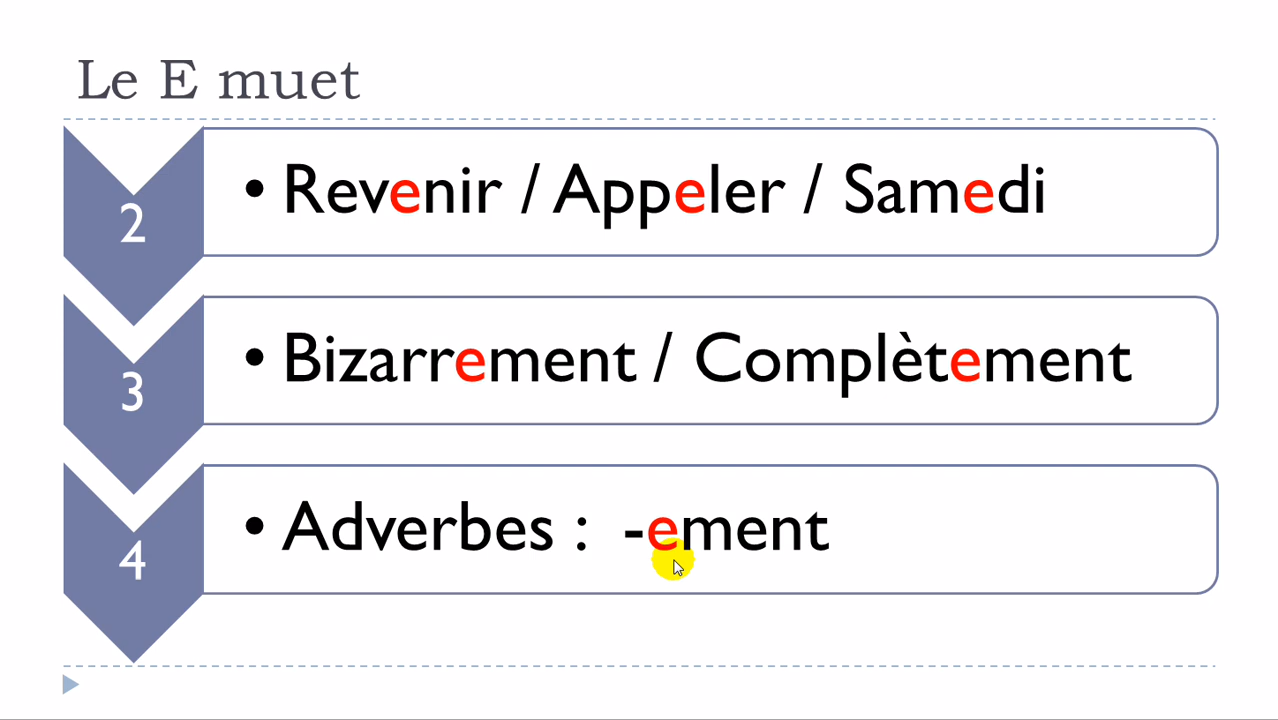 Le E muet
2
• Revenir / Appeler / Samedi
3
• Bizarrement / Complètement
4
• Adverbes : -ement